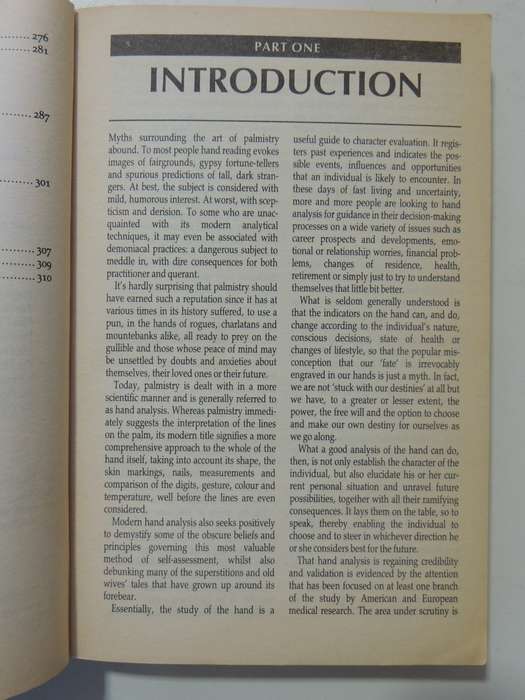 276
281
287
301
307
309
310
PART ONE
INTRODUCTION
Myths surrounding the art of palmistry
abound. To most people hand reading evokes
images of fairgrounds, gypsy fortune-tellers
and spurious predictions of tall, dark stran-
gers. At best, the subject is considered with
mild, humorous interest. At worst, with scep-
ticism and derision. To some who are unac-
quainted with its modern analytical
techniques, it may even be associated with
demoniacal practices; a dangerous subject to
meddle in, with dire consequences for both
practitioner and querant.
It's hardly surprising that palmistry should
have earned such a reputation since it has at
various times in its history suffered, to use a
pun, in the hands of rogues, charlatans and
mountebanks alike, all ready to prey on the
gullible and those whose peace of mind may
be unsettled by doubts and anxieties about
themselves, their loved ones or their future.
Today, palmistry is dealt with in a more
scientific manner and is generally referred to
as hand analysis. Whereas palmistry immedi-
ately suggests the interpretation of the lines
on the palm, its modern title signifies a more
comprehensive approach to the whole of the
hand itself, taking into account its shape, the
skin markings, nails, measurements and
comparison of the digits, gesture, colour and
temperature, well before the lines are even
considered.
Modern hand analysis also seeks positively
to demystify some of the obscure beliefs and
principles governing this most valuable
method of self-assessment, whilst also
debunking many of the superstitions and old
wives' tales that have grown up around its
forebear.
Essentially, the study of the hand is a
useful guide to character evaluation. It regis-
ters past experiences and indicates the pos-
sible events, influences and opportunities
that an individual is likely to encounter. In
these days of fast living and uncertainty,
more and more people are looking to hand
analysis for guidance in their decision-making
processes on a wide variety of issues such as
career prospects and developments, emo-
tional or relationship worries, financial prob-
lems, changes of residence, health,
retirement or simply just to try to understand
themselves that little bit better.
What is seldom generally understood is
that the indicators on the hand can, and do,
change according to the individual's nature,
conscious decisions, state of health or
changes of lifestyle, so that the popular mis-
conception that our 'fate' is irrevocably
engraved in our hands is just a myth. In fact,
we are not 'stuck with our destinies' at all but
we have, to a greater or lesser extent, the
power, the free will and the option to choose
and make our own destiny for ourselves as
we go along.
What a good analysis of the hand can do,
then, is not only establish the character of the
individual, but also elucidate his or her cur-
rent personal situation and unravel future
possibilities, together with all their ramifying
consequences. It lays them on the table, so to
speak, thereby enabling the individual to
choose and to steer in whichever direction he
or she considers best for the future.
That hand analysis is regaining credibility
and validation is evidenced by the attention
that has been focused on at least one branch
of the study by American and European
medical research. The area under scrutiny is